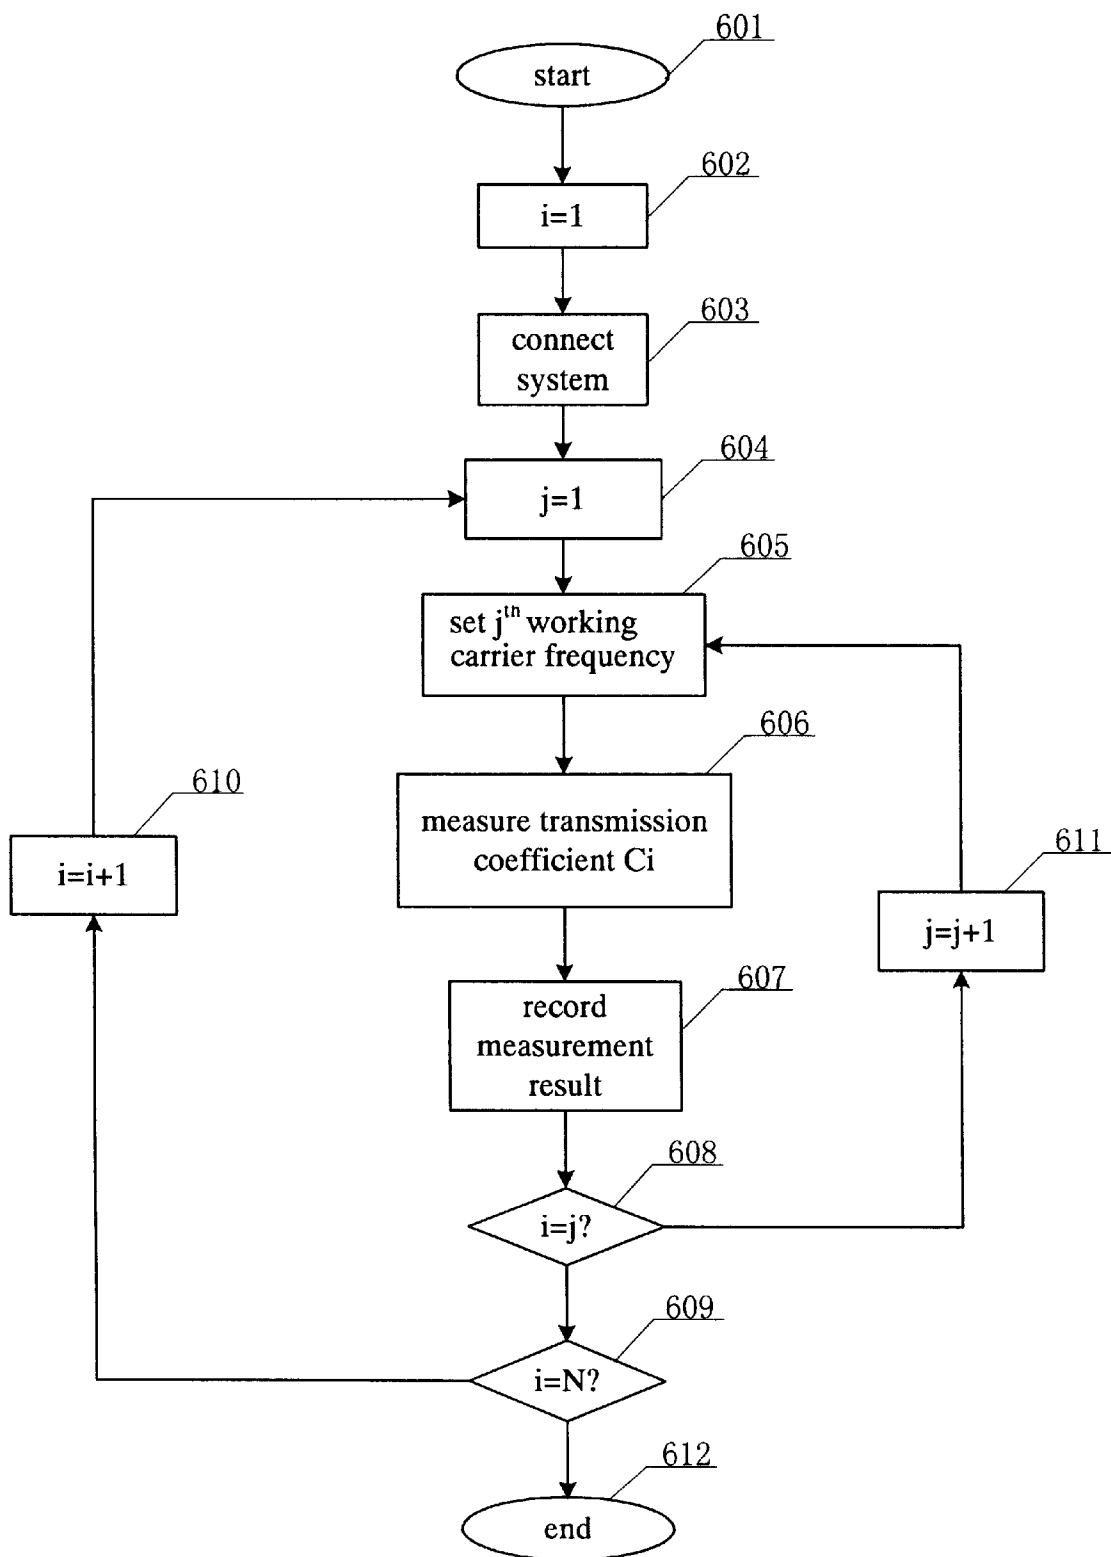 601
start
602
i=1
603
connect
system
604
j=1
605
set jth working
carrier frequency
606
measure transmission
coefficient Ci
610
i=i+1
611
j=j+1
607
record
measurement
result
608
i=j?
609
i=N?
612
end